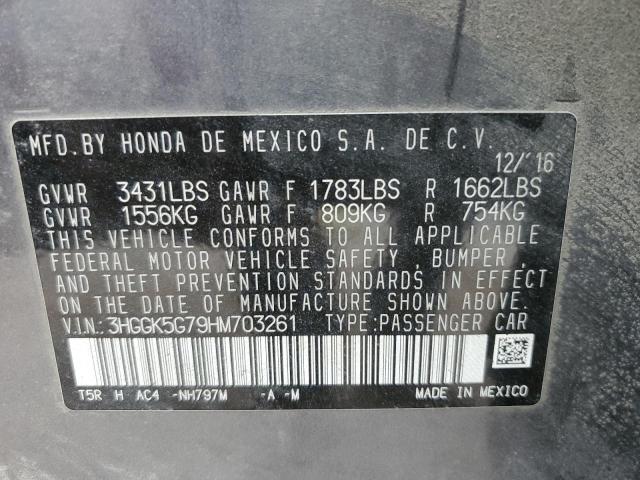 MFD. BY HONDA DE MEXICO S.A. DE C.V.
12/'16
GVWR 3431LBS GAWR F 1783LBS R 1662LBS
GVWR 1556KG GAWR F 809KG R 754KG
THIS VEHICLE CONFORMS TO ALL APPLICABLE
FEDERAL MOTOR VEHICLE SAFETY, BUMPER,
AND THEFT PREVENTION STANDARDS IN EFFECT
ON THE DATE OF MANUFACTURE SHOWN ABOVE.
V.I.N.:3HGGK5G79HM703261 TYPE:PASSENGER CAR
T5R H AC4 -NH797M -A -M MADE IN MEXICO